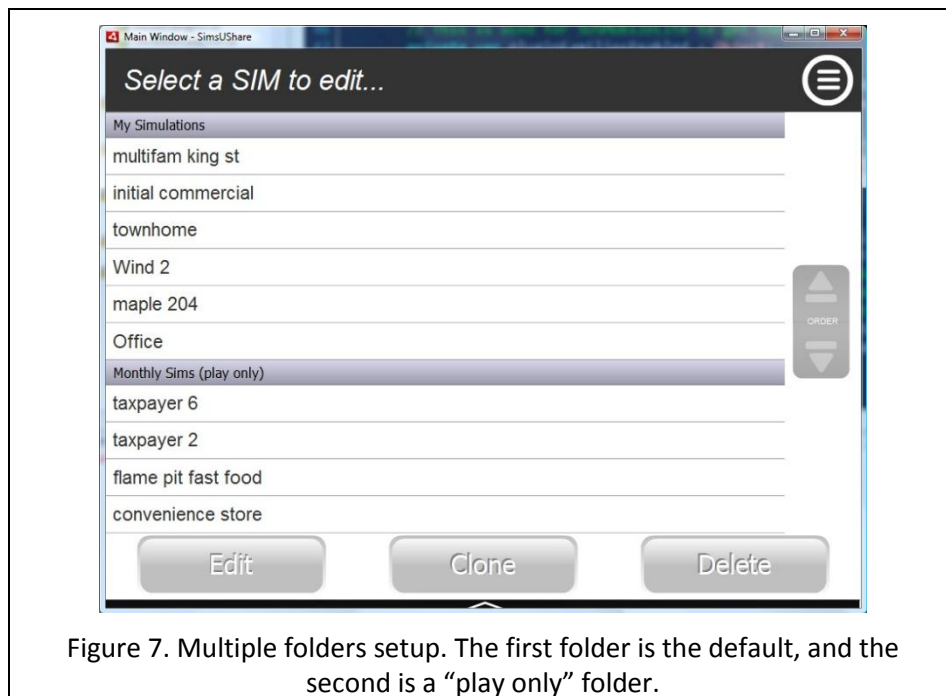 Main Window - SimsUShare
Select a SIM to edit...
My Simulations
multifam king st
initial commercial
townhome
Wind 2
maple 204
ORDER
Office
Monthly Sims (play only)
taxpayer 6
taxpayer 2
flame pit fast food
convenience store
Edit Clone Delete
Figure 7. Multiple folders setup. The first folder is the default, and the
second is a “play only” folder.